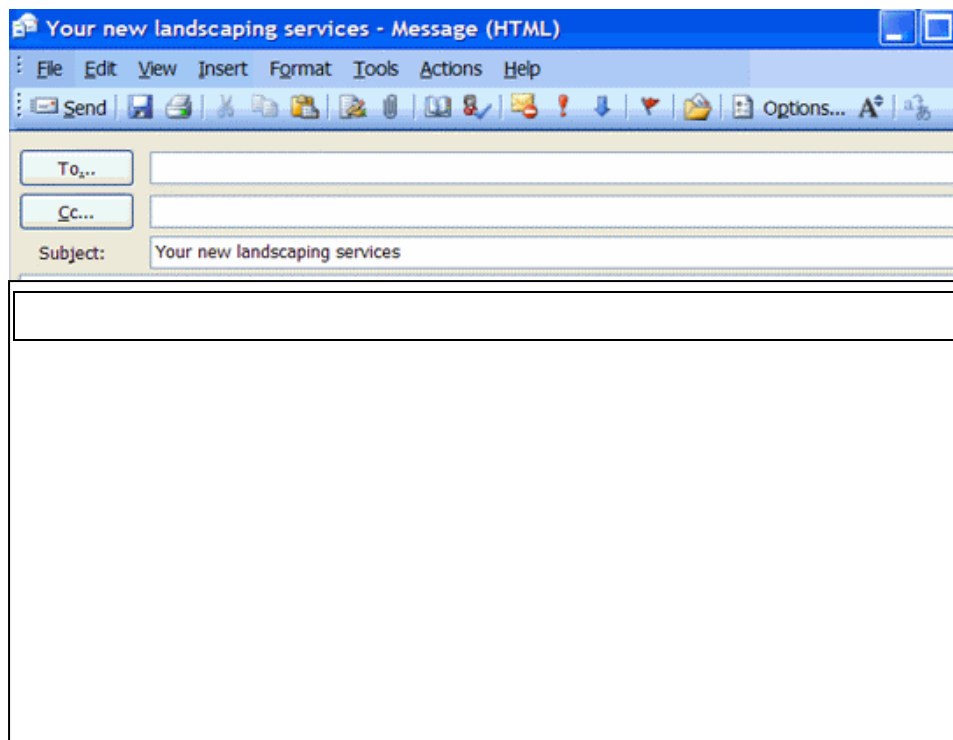 Your new landscaping services - Message (HTML)
File Edit View Insert Format Tools Actions Help
Send Options...
To...
Cc...
Subject: Your new landscaping services